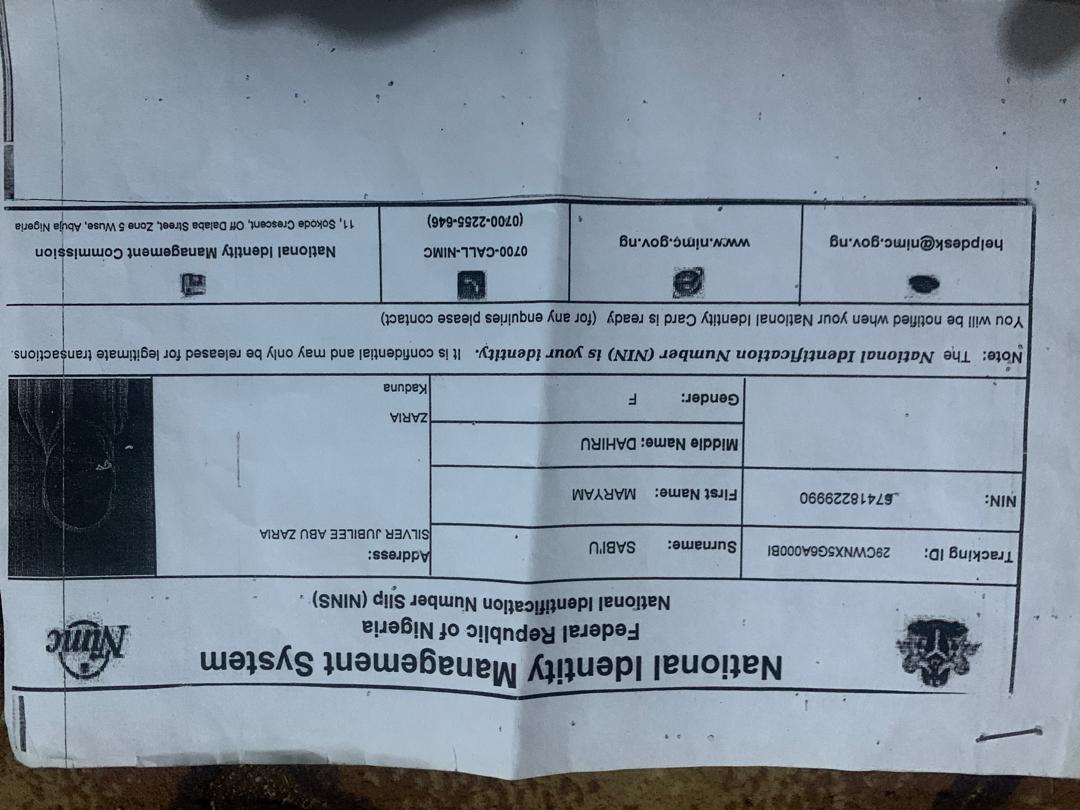 National Identity Management System
Federal Republic of Nigeria
National Identification Number Slip (NINS)
Nimc
Tracking ID: 29CWNX5G6A000BI
Surname: SABI'U
Address:
SILVER JUBILEE ABU ZARIA
NIN: 67418229990
First Name: MARYAM
Middle Name: DAHIRU
ZARIA
Gender: F
Kaduna
Note: The National Identification Number (NIN) is your identity. It is confidential and may only be released for legitimate transactions.
You will be notified when your National Identity Card is ready (for any enquiries please contact)
helpdesk@nimc.gov.ng
www.nimc.gov.ng
0700-CALL-NIMC
(0700-2255-646)
National Identity Management Commission
11, Sokode Crescent, Off Dalaba Street, Zone 5 Wuse, Abuja Nigeria